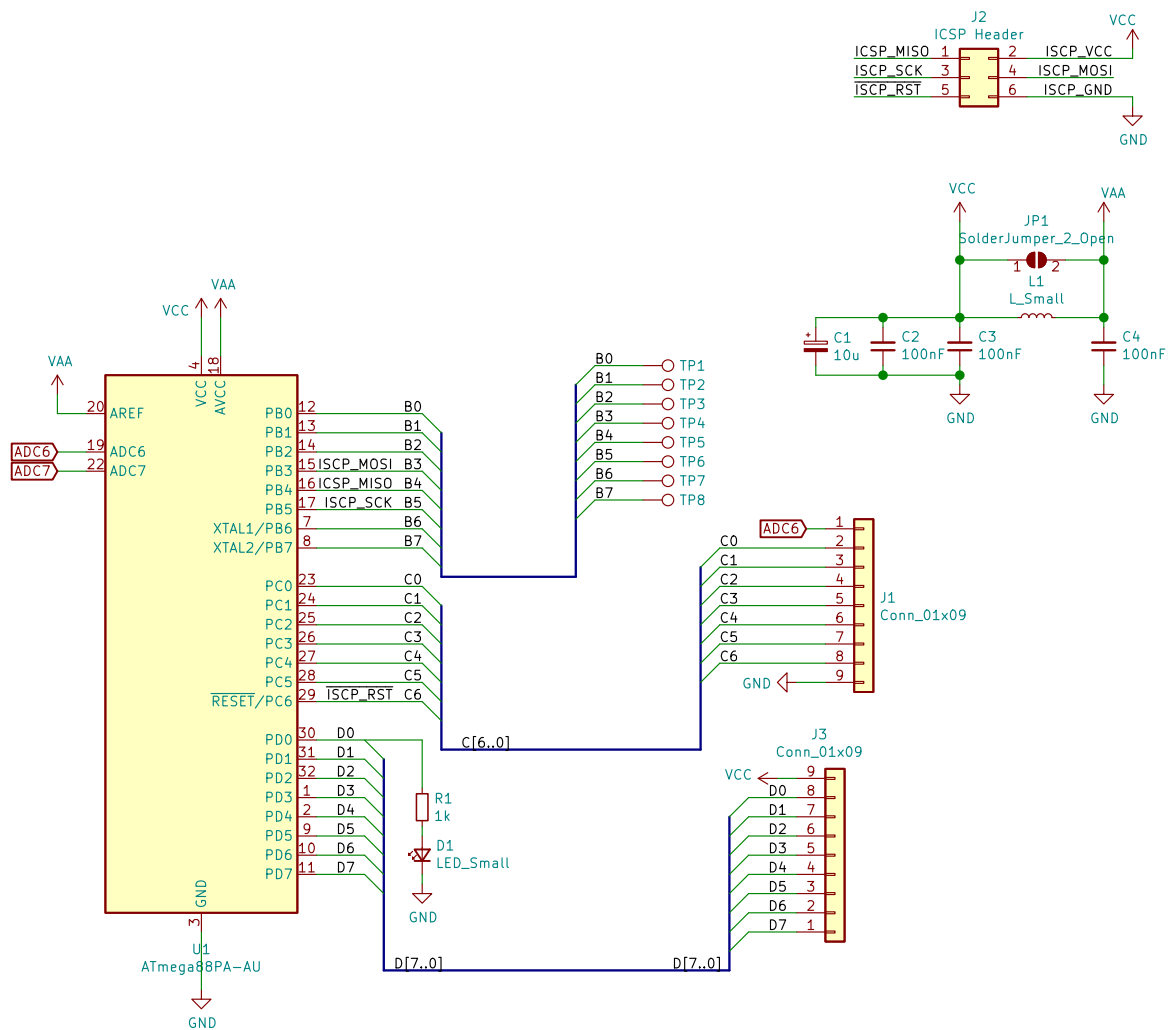 J2
ICSP Header
VCC
ICSP_MISO 1 2 ISCP_VCC
ISCP_SCK 3 4 ISCP_MOSI
ISCP_RST 5 6 ISCP_GND
GND
VCC
VAA
JP1
SolderJumper_2_Open
1 2
L1
L_Small
C1
10u
C2
100nF
C3
100nF
C4
100nF
GND
GND
VAA
VCC
VAA
4
VCC
18
AVCC
20 AREF
ADC6 19 ADC6
ADC7 22 ADC7
PB0 12 B0
PB1 13 B1
PB2 14 B2
PB3 15 ISCP_MOSI B3
PB4 16 ICSP_MISO B4
PB5 17 ISCP_SCK B5
XTAL1/PB6 7 B6
XTAL2/PB7 8 B7
PC0 23 C0
PC1 24 C1
PC2 25 C2
PC3 26 C3
PC4 27 C4
PC5 28 C5
RESET/PC6 29 ISCP_RST C6
PD0 30 D0
PD1 31 D1
PD2 32 D2
PD3 1 D3
PD4 2 D4
PD5 9 D5
PD6 10 D6
PD7 11 D7
GND
3
U1
ATmega88PA-AU
GND
B0 TP1
B1 TP2
B2 TP3
B3 TP4
B4 TP5
B5 TP6
B6 TP7
B7 TP8
ADC6 1
C0 2
C1 3
C2 4
C3 5
C4 6
C5 7
C6 8
GND 9
J1
Conn_01x09
C[6..0]
R1
1k
D1
LED_Small
GND
J3
Conn_01x09
VCC 9
D0 8
D1 7
D2 6
D3 5
D4 4
D5 3
D6 2
D7 1
D[7..0] D[7..0]